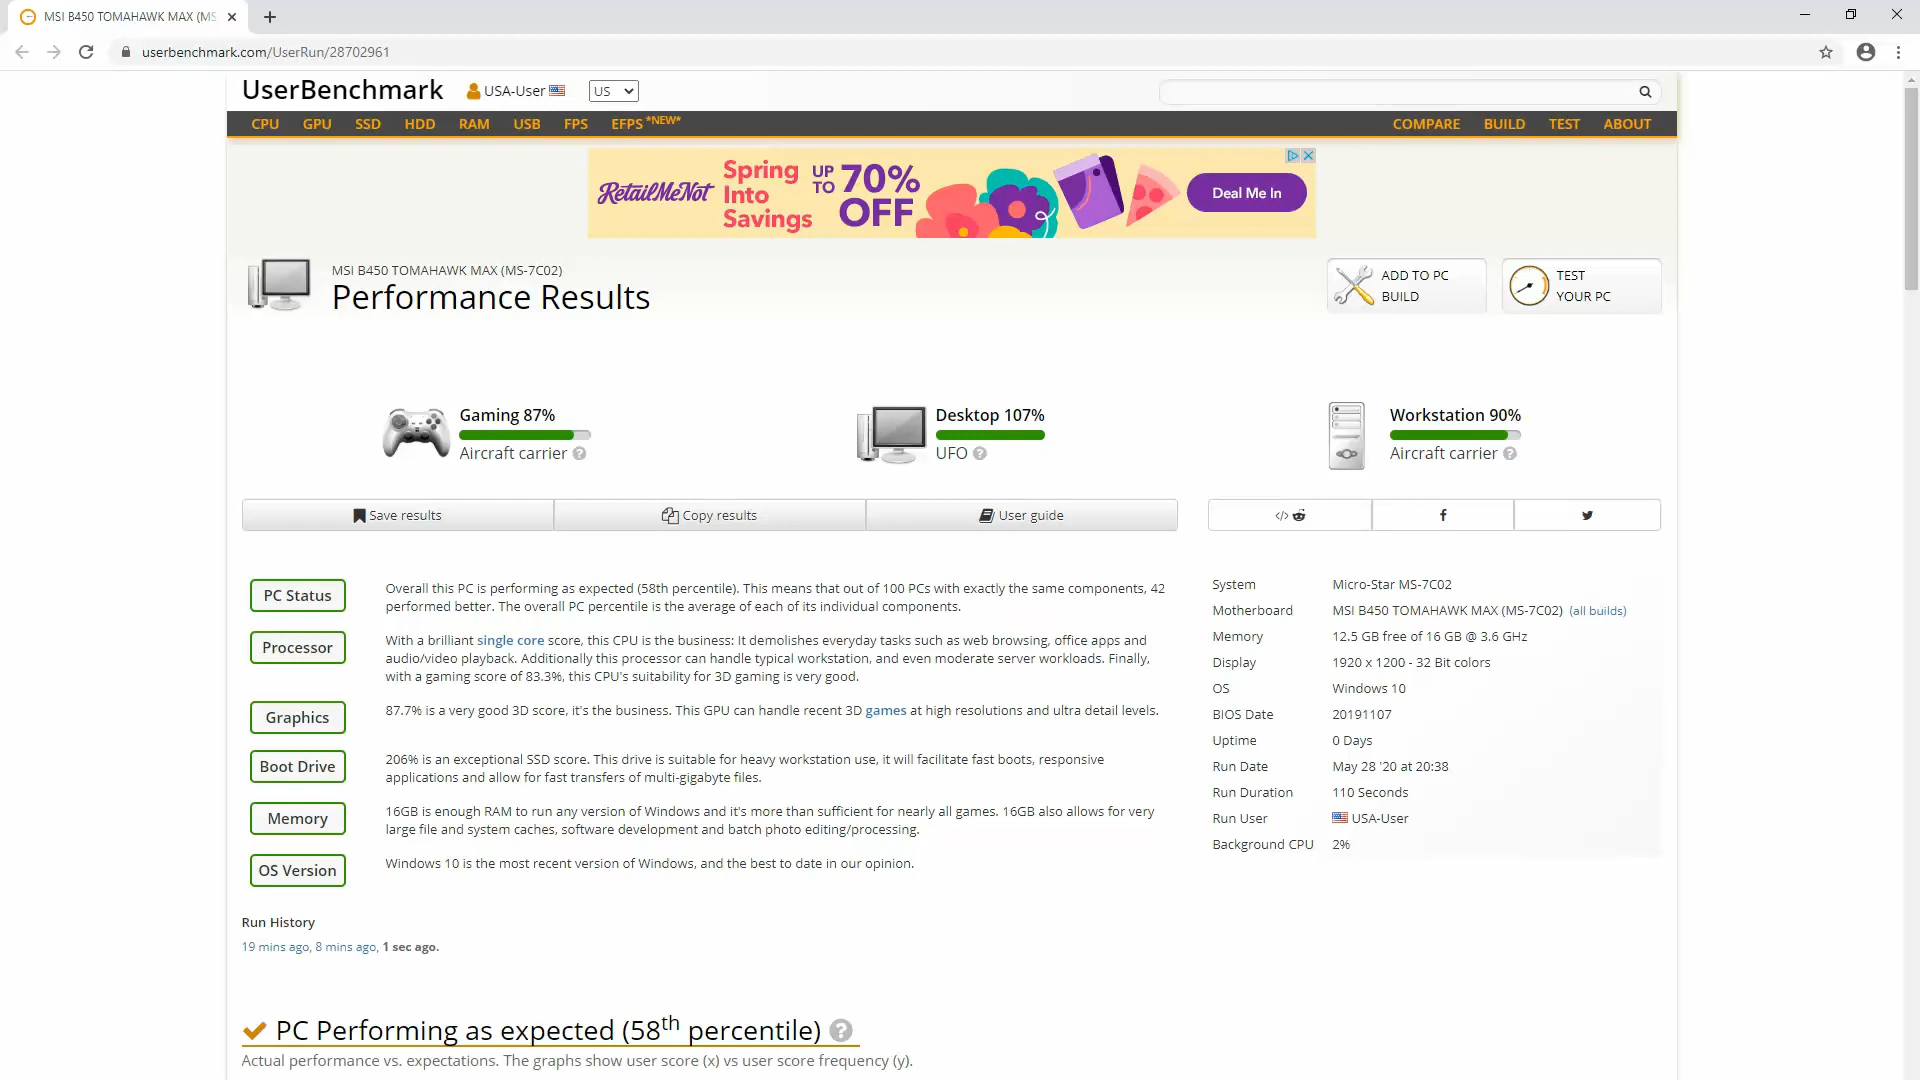 MSI B450 TOMAHAWK MAX (MS
userbenchmark.com/UserRun/28702961
UserBenchmark USA-User US
CPU GPU SSD HDD RAM USB FPS EFPS *NEW* COMPARE BUILD TEST ABOUT
RetailMeNot Spring Into Savings UP TO 70% OFF Deal Me In
MSI B450 TOMAHAWK MAX (MS-7C02)
Performance Results
ADD TO PC BUILD
TEST YOUR PC
Gaming 87%
Aircraft carrier
Desktop 107%
UFO
Workstation 90%
Aircraft carrier
Save results Copy results User guide </>
PC Status
Overall this PC is performing as expected (58th percentile). This means that out of 100 PCs with exactly the same components, 42
performed better. The overall PC percentile is the average of each of its individual components.
Processor
With a brilliant single core score, this CPU is the business: It demolishes everyday tasks such as web browsing, office apps and
audio/video playback. Additionally this processor can handle typical workstation, and even moderate server workloads. Finally,
with a gaming score of 83.3%, this CPU's suitability for 3D gaming is very good.
Graphics
87.7% is a very good 3D score, it's the business. This GPU can handle recent 3D games at high resolutions and ultra detail levels.
Boot Drive
206% is an exceptional SSD score. This drive is suitable for heavy workstation use, it will facilitate fast boots, responsive
applications and allow for fast transfers of multi-gigabyte files.
Memory
16GB is enough RAM to run any version of Windows and it's more than sufficient for nearly all games. 16GB also allows for very
large file and system caches, software development and batch photo editing/processing.
OS Version
Windows 10 is the most recent version of Windows, and the best to date in our opinion.
System Micro-Star MS-7C02
Motherboard MSI B450 TOMAHAWK MAX (MS-7C02) (all builds)
Memory 12.5 GB free of 16 GB @ 3.6 GHz
Display 1920 x 1200 - 32 Bit colors
OS Windows 10
BIOS Date 20191107
Uptime 0 Days
Run Date May 28 '20 at 20:38
Run Duration 110 Seconds
Run User USA-User
Background CPU 2%
Run History
19 mins ago, 8 mins ago, 1 sec ago.
PC Performing as expected (58th percentile) ?
Actual performance vs. expectations. The graphs show user score (x) vs user score frequency (y).